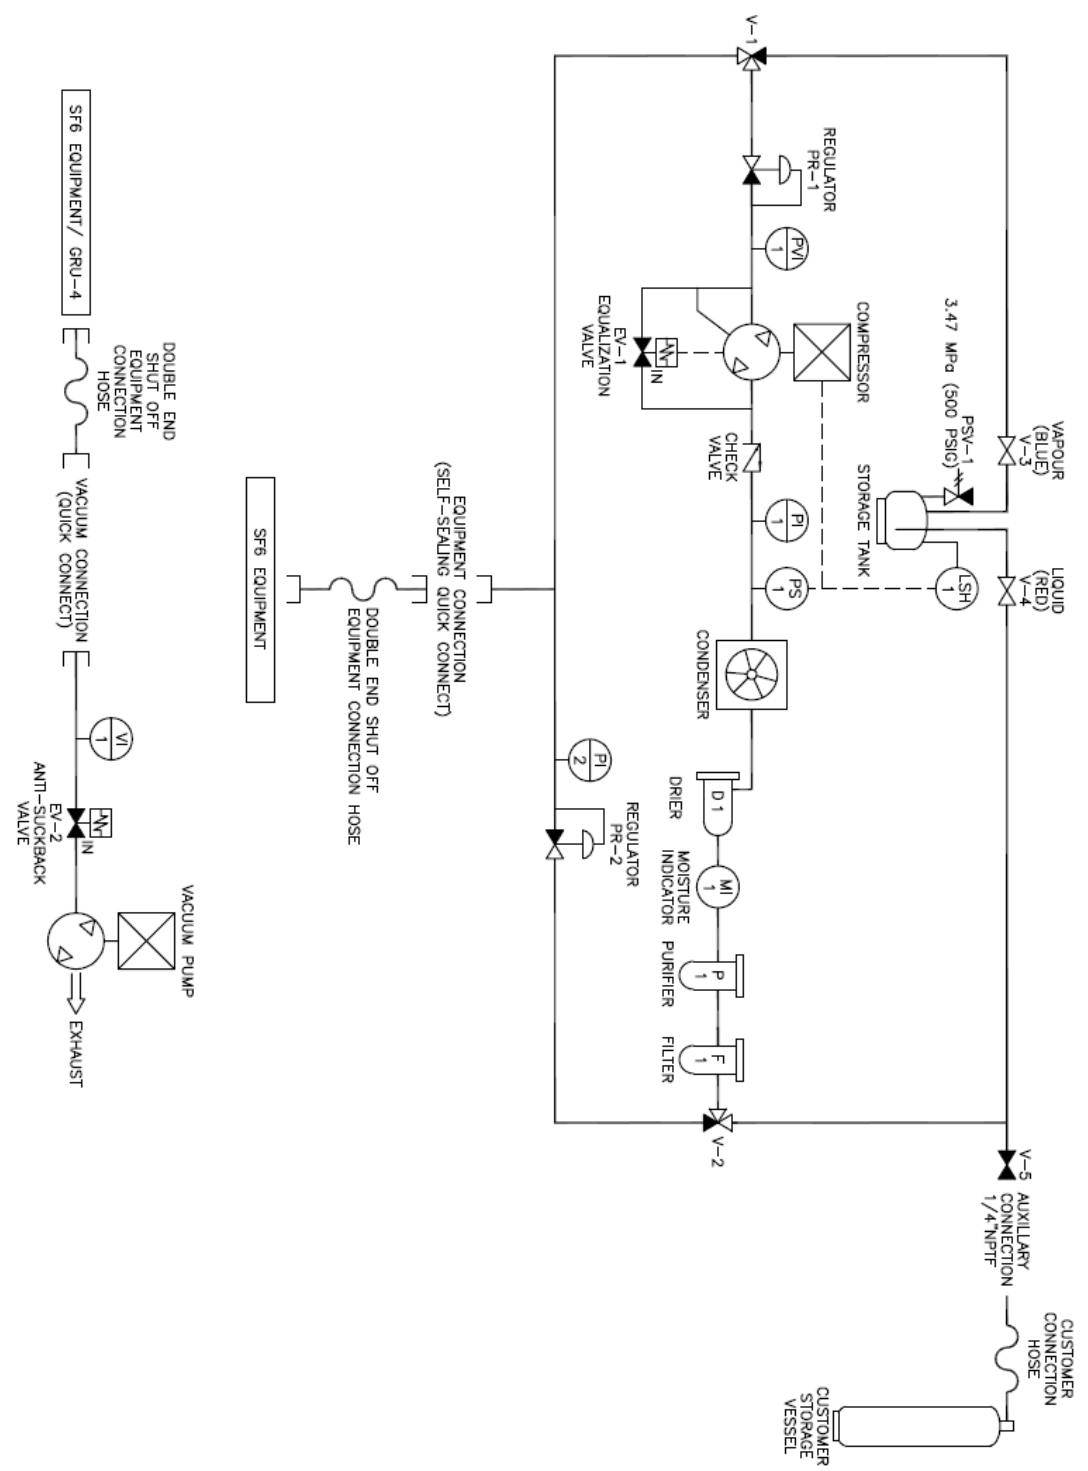 V-1
REGULATOR
PR-1
PVI
1
COMPRESSOR
EV-1
EQUALIZATION
VALVE
IN
CHECK
VALVE
3.47 MPa (500 PSIG)
PSV-1
VAPOUR
(BLUE)
V-3
STORAGE TANK
LIQUID
(RED)
V-4
LSH
1
PI
1
PS
1
CONDENSER
D1
DRIER
MI
1
MOISTURE
INDICATOR
P
1
PURIFIER
F
1
FILTER
V-2
V-5
AUXILLARY
CONNECTION
1/4"NPTF
CUSTOMER
CONNECTION
HOSE
CUSTOMER
STORAGE
VESSEL
EQUIPMENT CONNECTION
(SELF-SEALING QUICK CONNECT)
DOUBLE END SHUT OFF
EQUIPMENT CONNECTION HOSE
SF6 EQUIPMENT
PI
2
REGULATOR
PR-2
SF6 EQUIPMENT/ GRU-4
DOUBLE END
SHUT OFF
EQUIPMENT
CONNECTION
HOSE
VACUUM CONNECTION
(QUICK CONNECT)
VI
1
IN
EV-2
ANTI-SUCKBACK
VALVE
VACUUM PUMP
EXHAUST